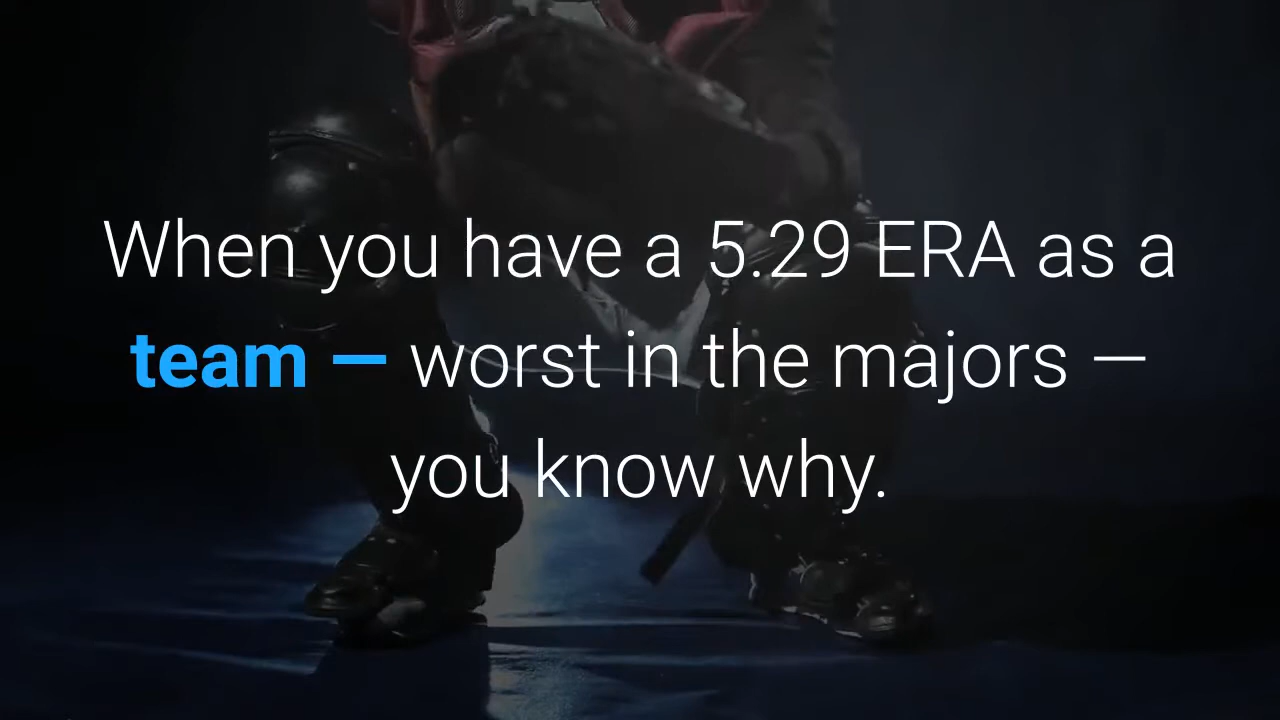 When you have a 5.29 ERA as a
team — worst in the majors —
you know why.